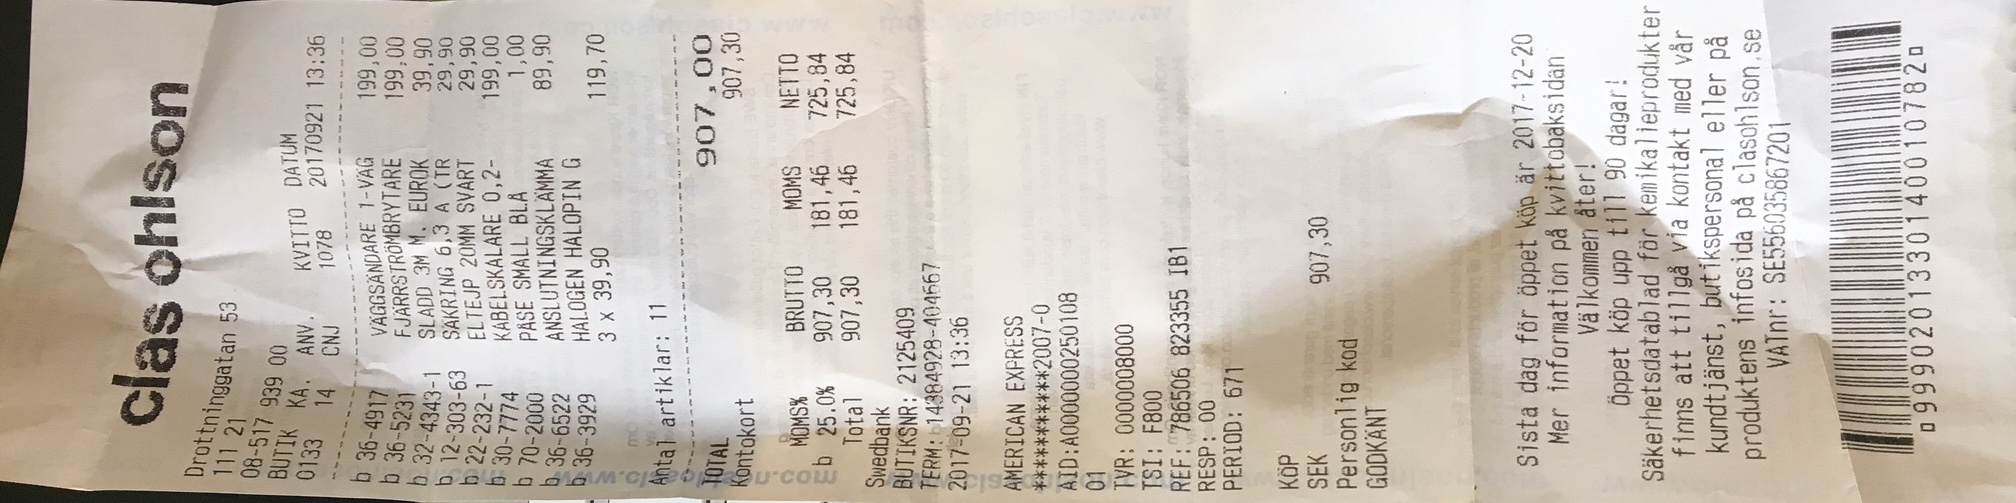 clas ohlson
Drottninggatan 53
111 21
08-517 939 00
BUTIK KA. ANV. KVITTO DATUM
0133 14 CNJ 1078 20170921 13:36
b 36-4917 VÄGGSÄNDARE 1-VÄG 199,00
b 36-5231 FJÄRRSTRÖMBRYTARE 199,00
b 32-4343-1 SLADD 3M M. EUROK 39,90
b 12-303-63 SÄKRING 6,3 A (TR 29,90
b 22-232-1 ELTEJP 20MM SVART 29,90
b 30-7774 KABELSKALARE 0,2- 199,00
b 70-2000 PÅSE SMALL BLÅ 1,00
b 36-6522 ANSLUTNINGSKLÄMMA 89,90
b 36-3929 HALOGEN HALOPIN G
3 x 39,90 119,70
Antal artiklar: 11
TOTAL 907,00
Kontokort 907,30
MOMS% BRUTTO MOMS NETTO
b 25.0% 907,30 181,46 725,84
Total 907,30 181,46 725,84
Swedbank
BUTIKSNR: 2125409
TERM: 14384928-404667
2017-09-21 13:36
AMERICAN EXPRESS
***********2007-0
AID:A0000000250108
01
TVR: 0000008000
TSI: F800
REF: 786506 823355 IB1
RESP: 00
PERIOD: 671
KÖP
SEK 907,30
Personlig kod
GODKÄNT
Sista dag för öppet köp är 2017-12-20
Mer information på kvittobaksidan
Välkommen åter!
Öppet köp upp till 90 dagar!
Säkerhetsdatablad för kemikalieprodukter
finns att tillgå via kontakt med vår
kundtjänst, butikspersonal eller på
produktens infosida på clasohlson.se
VATnr: SE556035867201
¤9990201330140010782¤